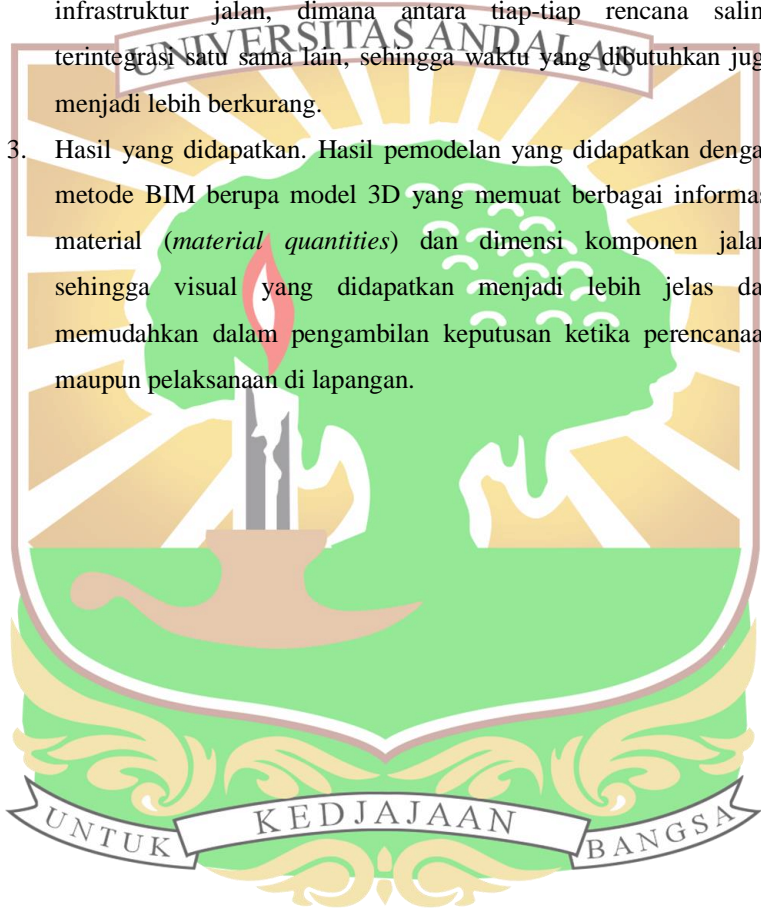 infrastruktur jalan, dimana antara tiap-tiap rencana salin
UNIVERSITAS ANDALAS
terintegrasi satu sama lain, sehingga waktu yang dibutuhkan jug
menjadi lebih berkurang.
3. Hasil yang didapatkan. Hasil pemodelan yang didapatkan denga
metode BIM berupa model 3D yang memuat berbagai informas
material (material quantities) dan dimensi komponen jalan
sehingga visual yang didapatkan menjadi lebih jelas da
memudahkan dalam pengambilan keputusan ketika perencanaa
maupun pelaksanaan di lapangan.
UNTUK KEDJAJAAN BANGSA